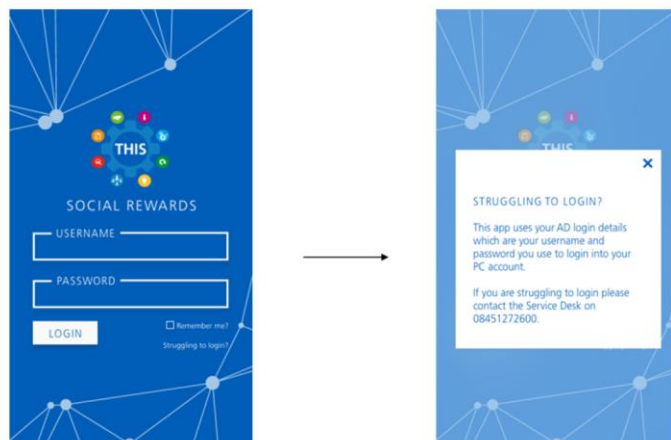 THIS
SOCIAL REWARDS
USERNAME
PASSWORD
LOGIN
Remember me?
Struggling to login?
THIS
STRUGGLING TO LOGIN?
This app uses your AD login details
which are your username and
password you use to login into your
PC account.
If you are struggling to login please
contact the Service Desk on
08451272600.